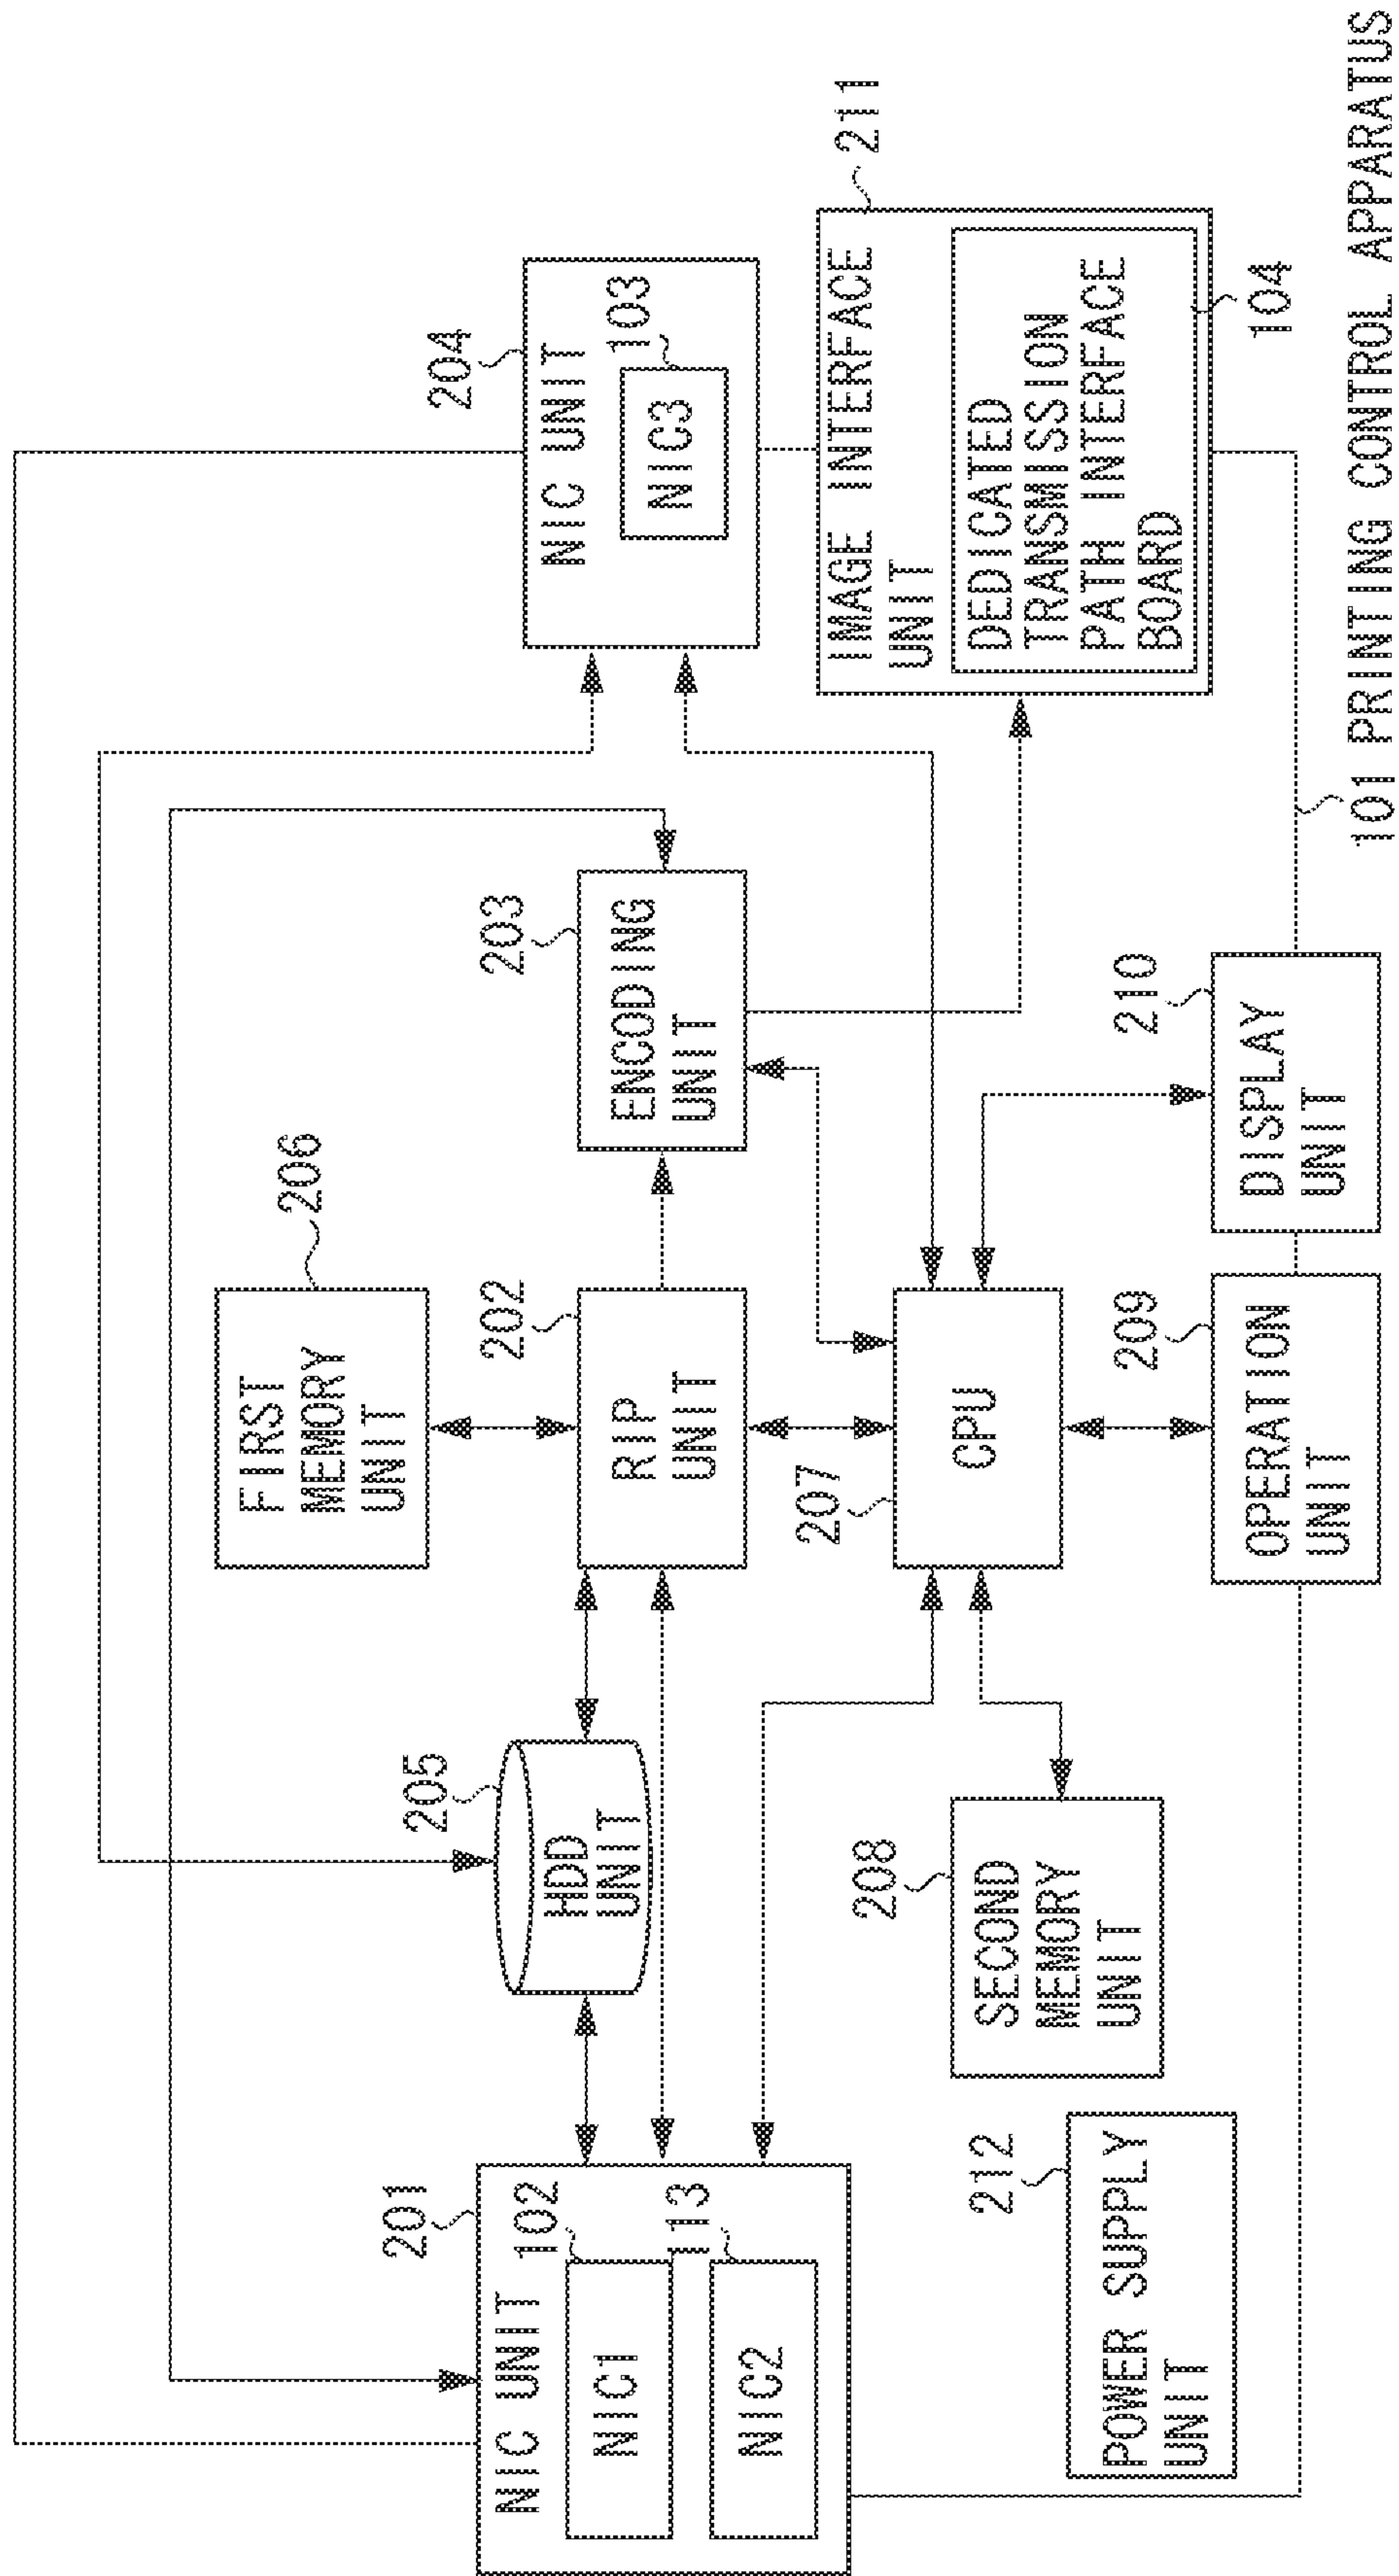 201
NIC UNIT
102
NIC1
113
NIC2
205
HDD
UNIT
206
FIRST
MEMORY
UNIT
202
RIP
UNIT
203
ENCODING
UNIT
204
NIC UNIT
103
NIC3
207
CPU
208
SECOND
MEMORY
UNIT
212
POWER SUPPLY
UNIT
209
OPERATION
UNIT
210
DISPLAY
UNIT
211
IMAGE INTERFACE
UNIT
DEDICATED
TRANSMISSION
PATH INTERFACE
BOARD
104
101 PRINTING CONTROL APPARATUS